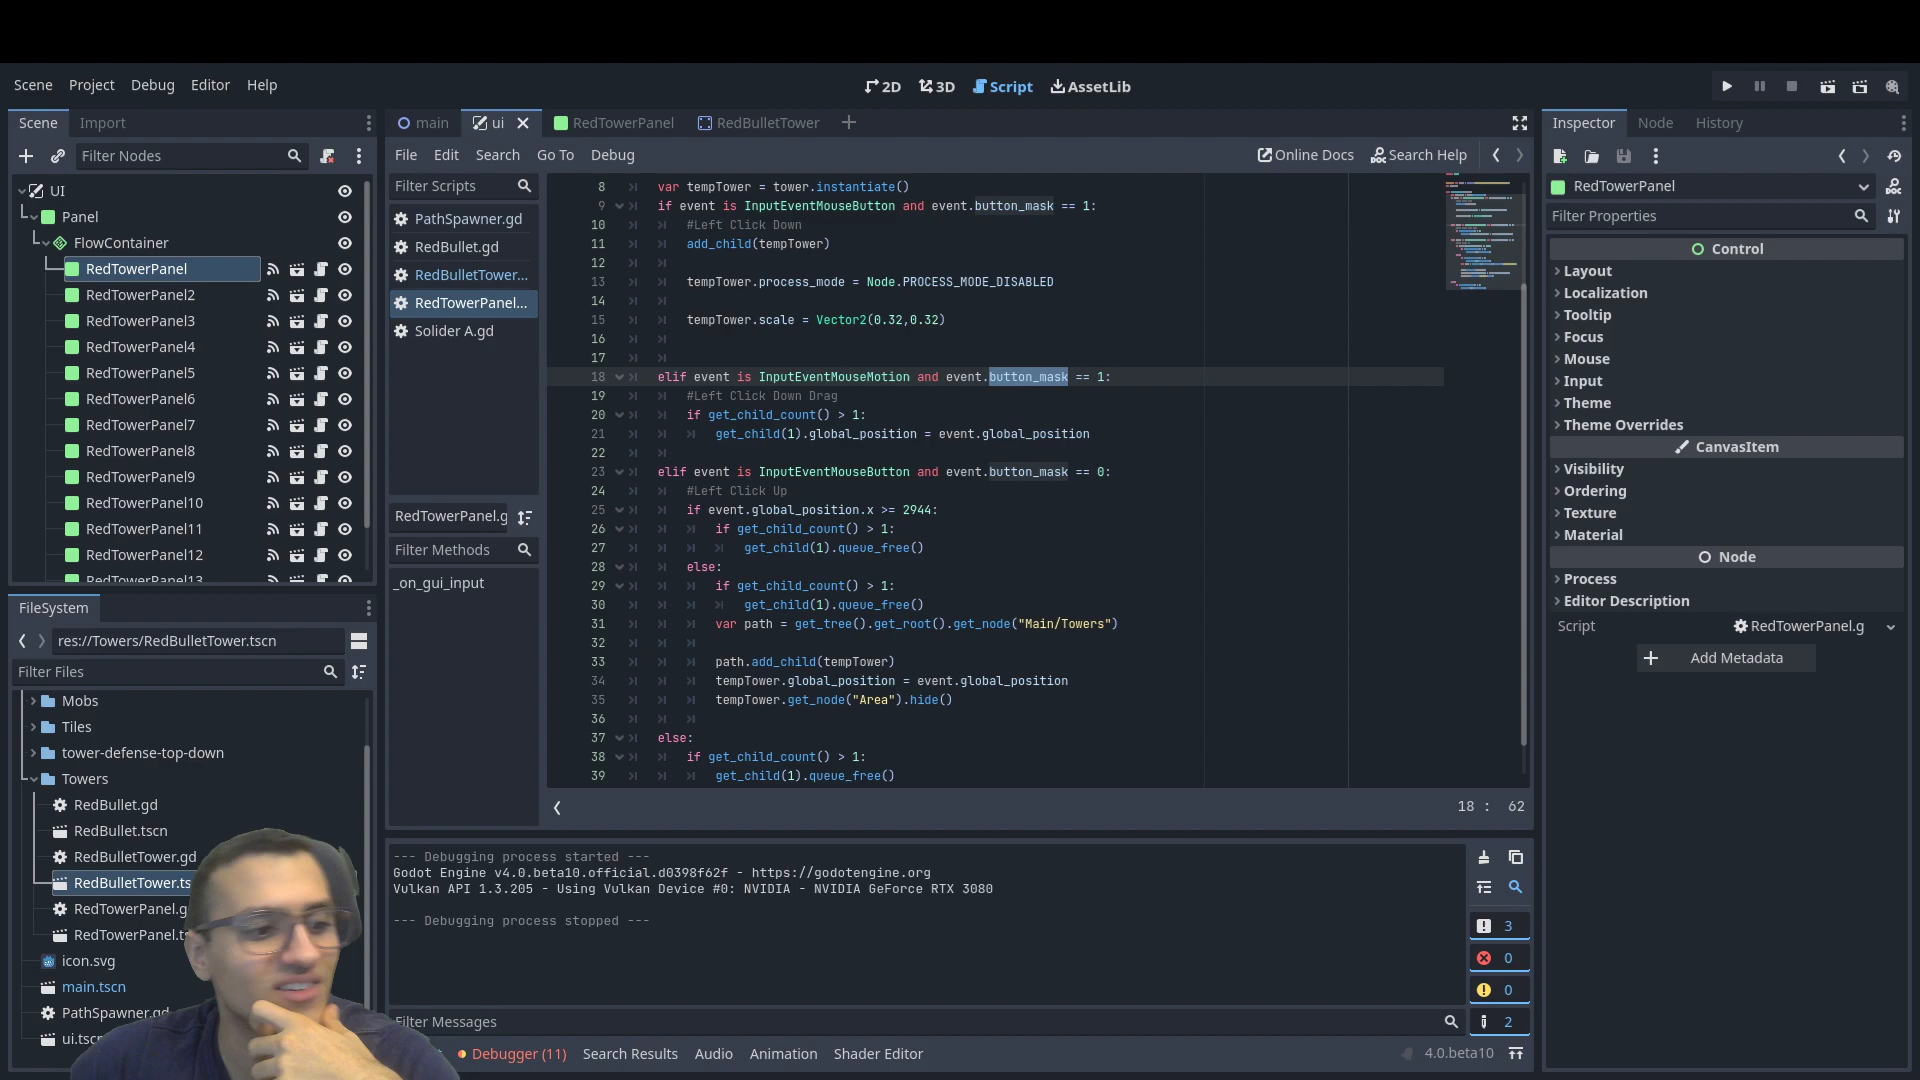 Scene Project Debug Editor Help
2D 3D Script AssetLib
Scene Import
main ui RedTowerPanel RedBulletTower
Inspector Node History
Filter Nodes
File Edit Search Go To Debug
Online Docs Search Help
UI
Panel
FlowContainer
RedTowerPanel
RedTowerPanel2
RedTowerPanel3
RedTowerPanel4
RedTowerPanel5
RedTowerPanel6
RedTowerPanel7
RedTowerPanel8
RedTowerPanel9
RedTowerPanel10
RedTowerPanel11
RedTowerPanel12
RedTowerPanel13
Filter Scripts
PathSpawner.gd
RedBullet.gd
RedBulletTower...
RedTowerPanel...
Solider A.gd
RedTowerPanel.g
Filter Methods
_on_gui_input
8 var tempTower = tower.instantiate()
9 if event is InputEventMouseButton and event.button_mask == 1:
10 #Left Click Down
11 add_child(tempTower)
12
13 tempTower.process_mode = Node.PROCESS_MODE_DISABLED
14
15 tempTower.scale = Vector2(0.32,0.32)
16
17
18 elif event is InputEventMouseMotion and event.button_mask == 1:
19 #Left Click Down Drag
20 if get_child_count() > 1:
21 get_child(1).global_position = event.global_position
22
23 elif event is InputEventMouseButton and event.button_mask == 0:
24 #Left Click Up
25 if event.global_position.x >= 2944:
26 if get_child_count() > 1:
27 get_child(1).queue_free()
28 else:
29 if get_child_count() > 1:
30 get_child(1).queue_free()
31 var path = get_tree().get_root().get_node("Main/Towers")
32
33 path.add_child(tempTower)
34 tempTower.global_position = event.global_position
35 tempTower.get_node("Area").hide()
36
37 else:
38 if get_child_count() > 1:
39 get_child(1).queue_free()
18 : 62
FileSystem
res://Towers/RedBulletTower.tscn
Filter Files
Mobs
Tiles
tower-defense-top-down
Towers
RedBullet.gd
RedBullet.tscn
RedBulletTower.gd
RedBulletTower.ts
RedTowerPanel.g
RedTowerPanel.ts
icon.svg
main.tscn
PathSpawner.gd
ui.tsc
--- Debugging process started ---
Godot Engine v4.0.beta10.official.d0398f62f - https://godotengine.org
Vulkan API 1.3.205 - Using Vulkan Device #0: NVIDIA - NVIDIA GeForce RTX 3080
--- Debugging process stopped ---
3
0
0
2
Filter Messages
Debugger (11) Search Results Audio Animation Shader Editor
4.0.beta10
RedTowerPanel
Filter Properties
Control
Layout
Localization
Tooltip
Focus
Mouse
Input
Theme
Theme Overrides
CanvasItem
Visibility
Ordering
Texture
Material
Node
Process
Editor Description
Script RedTowerPanel.g
Add Metadata